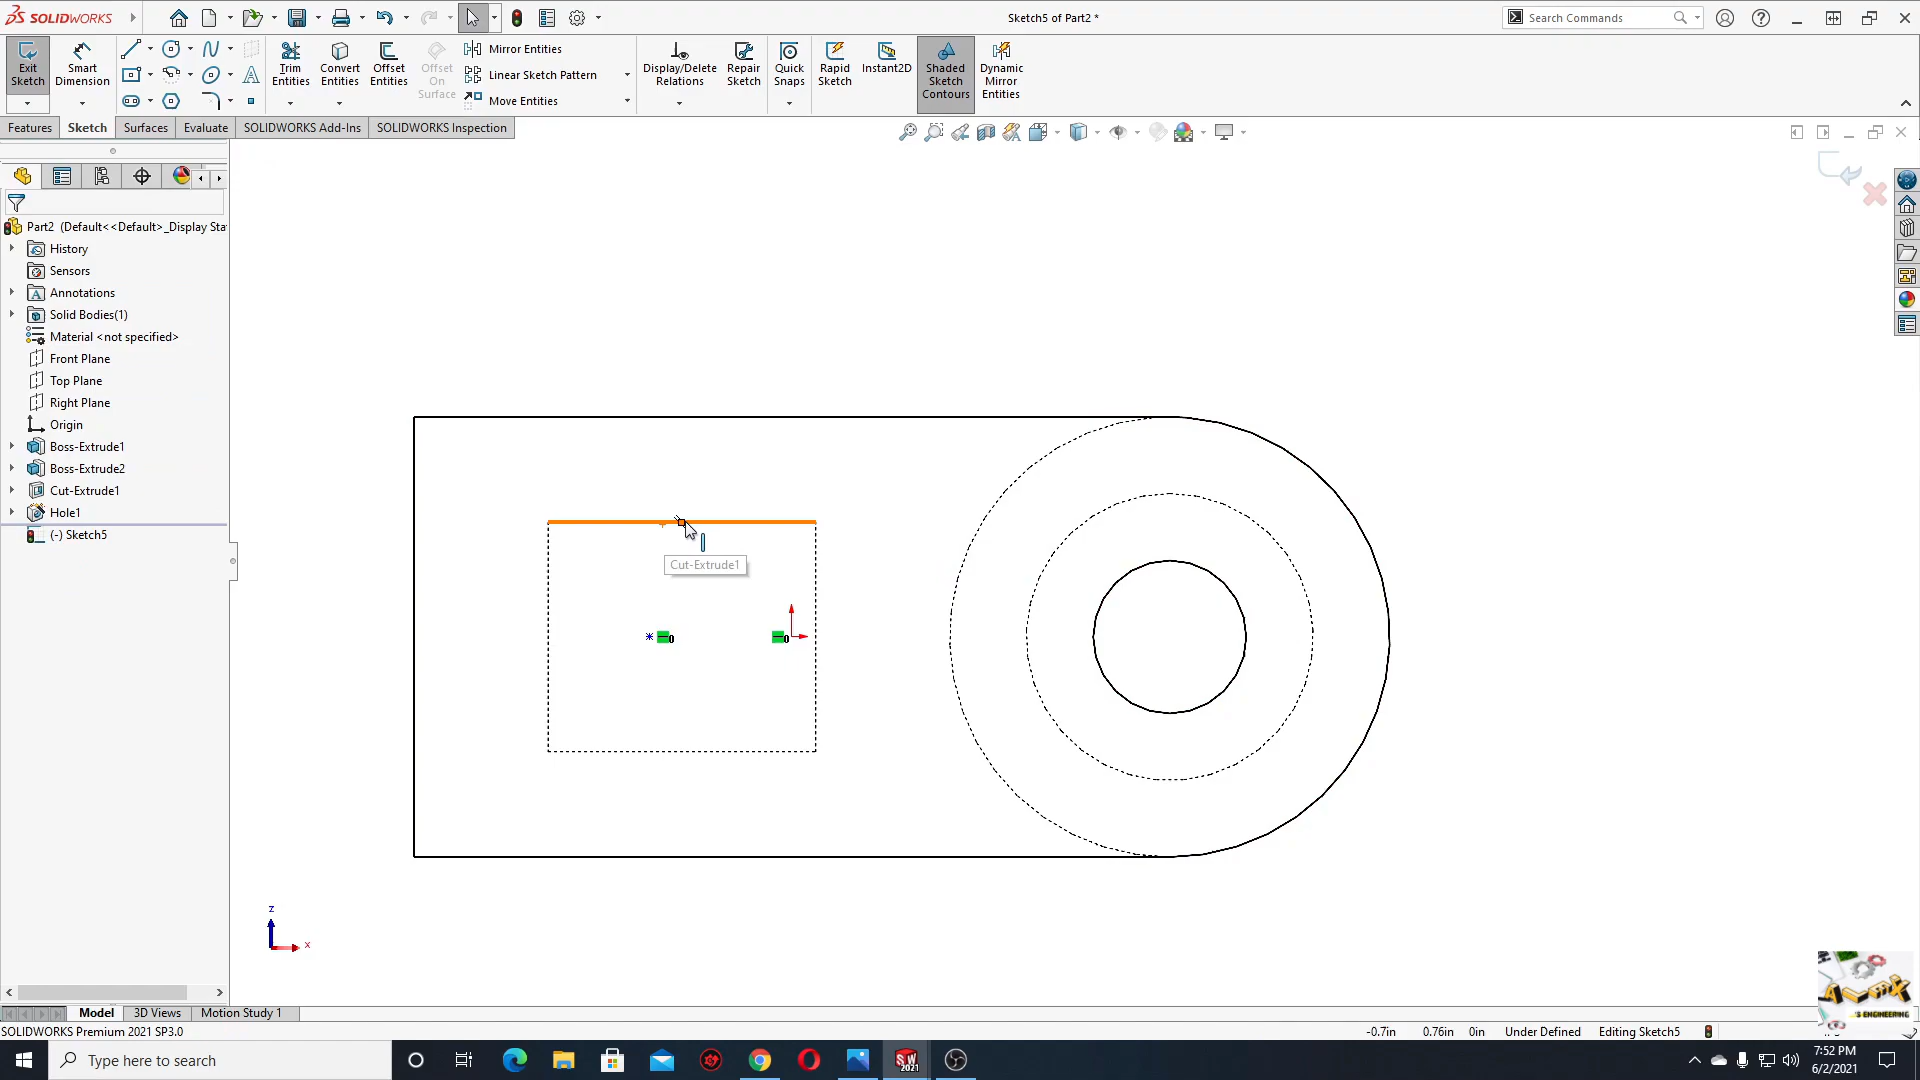 SOLIDWORKS
Sketch5 of Part2 *
Search Commands
Exit
Sketch
Smart
Dimension
Trim
Entities
Convert
Entities
Offset
Entities
Offset
On
Surface
Mirror Entities
Linear Sketch Pattern
Move Entities
Display/Delete
Relations
Repair
Sketch
Quick
Snaps
Rapid
Sketch
Instant2D
Shaded
Sketch
Contours
Dynamic
Mirror
Entities
Features
Sketch
Surfaces
Evaluate
SOLIDWORKS Add-Ins
SOLIDWORKS Inspection
Part2 (Default<<Default>_Display Sta
History
Sensors
Annotations
Solid Bodies(1)
Material <not specified>
Front Plane
Top Plane
Right Plane
Origin
Boss-Extrude1
Boss-Extrude2
Cut-Extrude1
Hole1
(-) Sketch5
Cut-Extrude1
0
0
z
x
Model
3D Views
Motion Study 1
SOLIDWORKS Premium 2021 SP3.0
-0.7in
0.76in
0in
Under Defined
Editing Sketch5
'S ENGINEERING
Type here to search
SW
2021
7:52 PM
6/2/2021